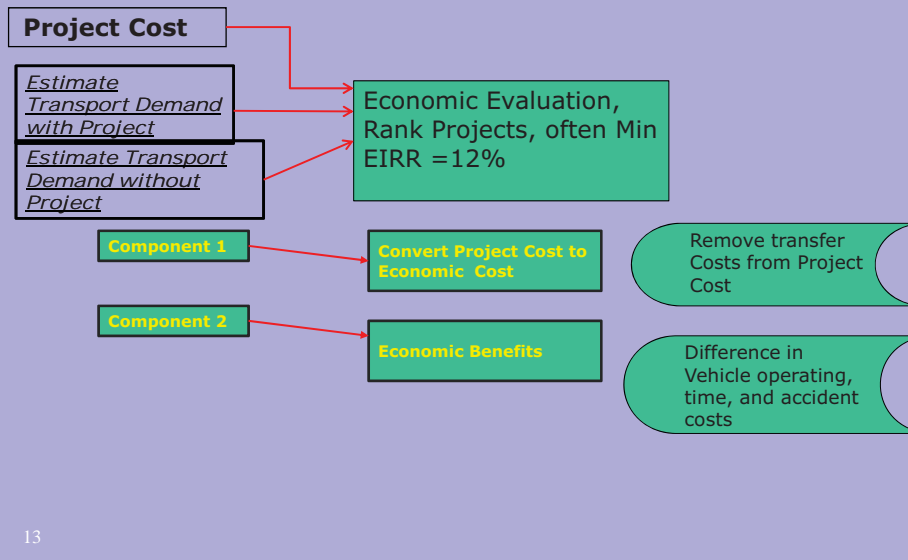 Project Cost
Estimate
Transport Demand
with Project
Estimate Transport
Demand without
Project
Economic Evaluation,
Rank Projects, often Min
EIRR =12%
Component 1
Convert Project Cost to
Economic Cost
Remove transfer
Costs from Project
Cost
Component 2
Economic Benefits
Difference in
Vehicle operating,
time, and accident
costs
13